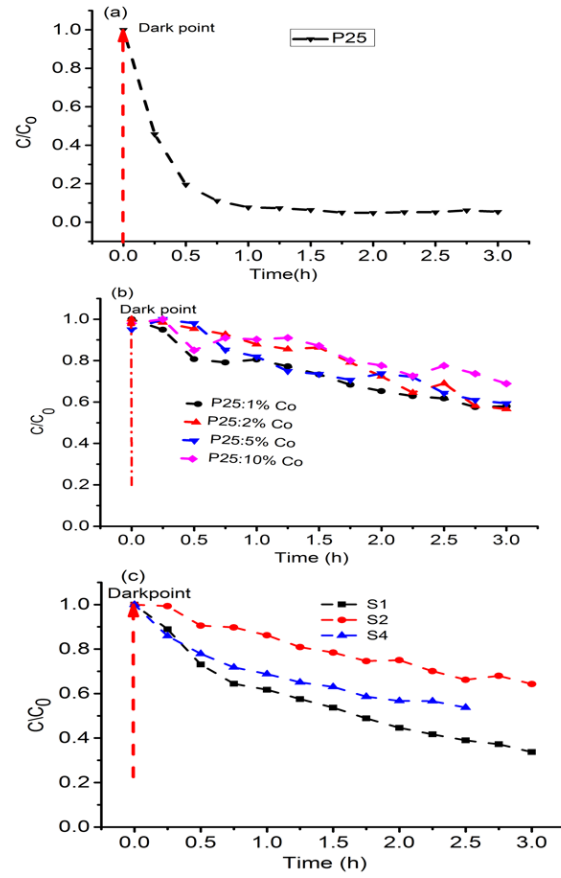 (a)
Dark point
P25
1.0
0.8
0.6
0.4
0.2
0.0
C/C0
0.0 0.5 1.0 1.5 2.0 2.5 3.0
Time(h)
(b)
Dark point
1.0
0.8
0.6
0.4
0.2
0.0
C/C0
P25:1% Co
P25:2% Co
P25:5% Co
P25:10% Co
0.0 0.5 1.0 1.5 2.0 2.5 3.0
Time (h)
(c)
Darkpoint
S1
S2
S4
1.0
0.8
0.6
0.4
0.2
0.0
C\C0
0.0 0.5 1.0 1.5 2.0 2.5 3.0
Time (h)